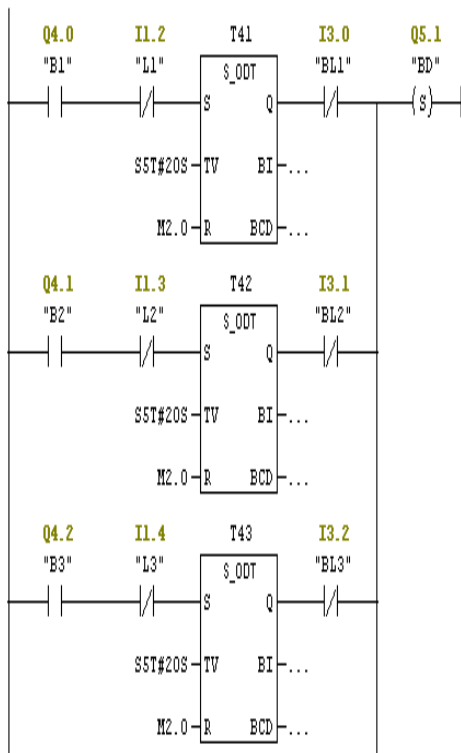 Q4.0 I1.2 T41 I3.0 Q5.1
"B1" "L1" S_ODT "BL1" "BD"
S Q (S)
S5T#20S TV BI ...
M2.0 R BCD ...
Q4.1 I1.3 T42 I3.1
"B2" "L2" S_ODT "BL2"
S Q
S5T#20S TV BI ...
M2.0 R BCD ...
Q4.2 I1.4 T43 I3.2
"B3" "L3" S_ODT "BL3"
S Q
S5T#20S TV BI ...
M2.0 R BCD ...